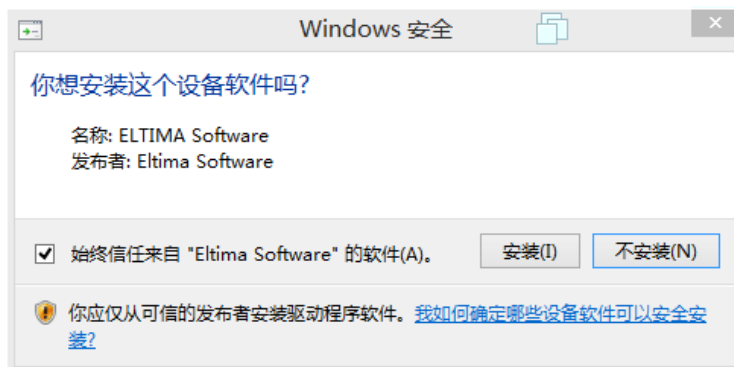 Windows 安全
你想安装这个设备软件吗?
名称: ELTIMA Software
发布者: Eltima Software
始终信任来自 "Eltima Software" 的软件(A)。 安装(I) 不安装(N)
你应仅从可信的发布者安装驱动程序软件。我如何确定哪些设备软件可以安全安
装?